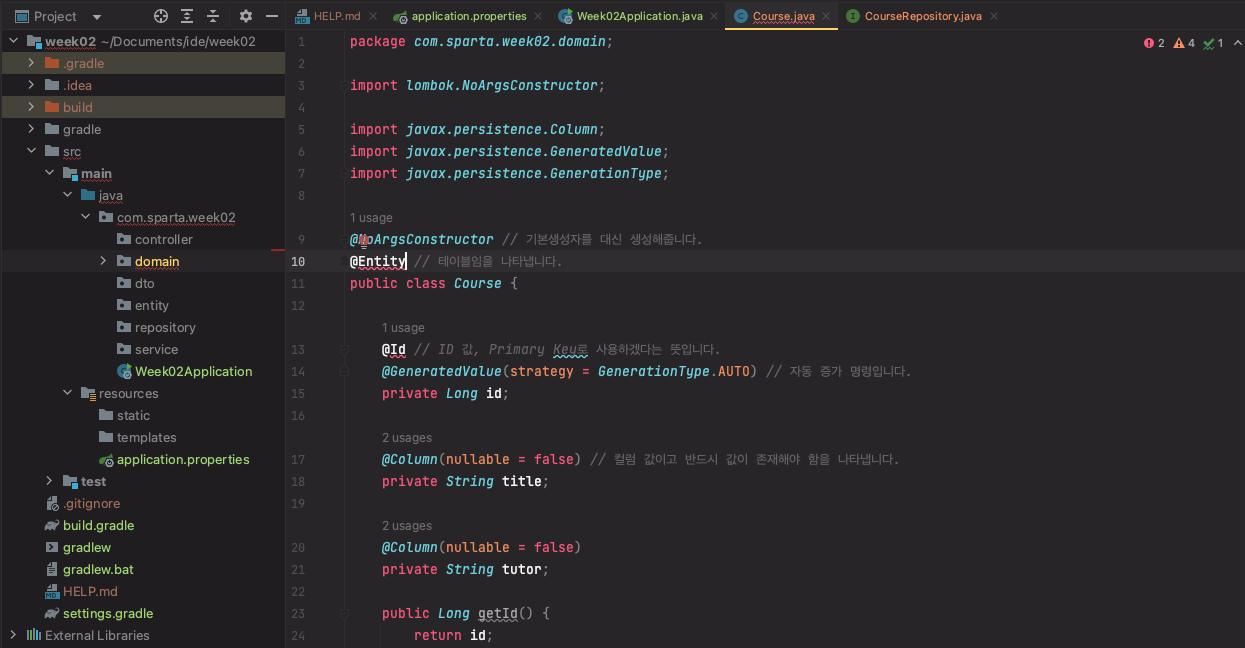 Project
HELP.md
application.properties
Week02Application.java
Course.java
CourseRepository.java
week02 ~/Documents/ide/week02
.gradle
.idea
build
gradle
src
main
java
com.sparta.week02
controller
domain
dto
entity
repository
service
Week02Application
resources
static
templates
application.properties
test
.gitignore
build.gradle
gradlew
gradlew.bat
HELP.md
settings.gradle
External Libraries
2 4 1
1 package com.sparta.week02.domain;
2
3 import lombok.NoArgsConstructor;
4
5 import javax.persistence.Column;
6 import javax.persistence.GeneratedValue;
7 import javax.persistence.GenerationType;
8
1 usage
9 @NoArgsConstructor // 기본생성자를 대신 생성해줍니다.
10 @Entity // 테이블임을 나타냅니다.
11 public class Course {
12
1 usage
13 @Id // ID 값, Primary Key로 사용하겠다는 뜻입니다.
14 @GeneratedValue(strategy = GenerationType.AUTO) // 자동 증가 명령입니다.
15 private Long id;
16
2 usages
17 @Column(nullable = false) // 컬럼 값이고 반드시 값이 존재해야 함을 나타냅니다.
18 private String title;
19
2 usages
20 @Column(nullable = false)
21 private String tutor;
22
23 public Long getId() {
24 return id;